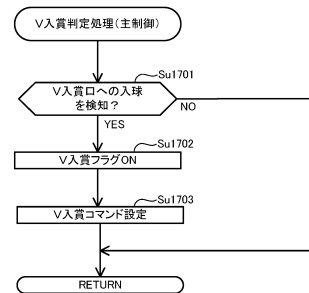 V入賞判定処理(主制御)
Su1701
V入賞口への入球
を検知？
NO
YES
Su1702
V入賞フラグON
Su1703
V入賞コマンド設定
RETURN